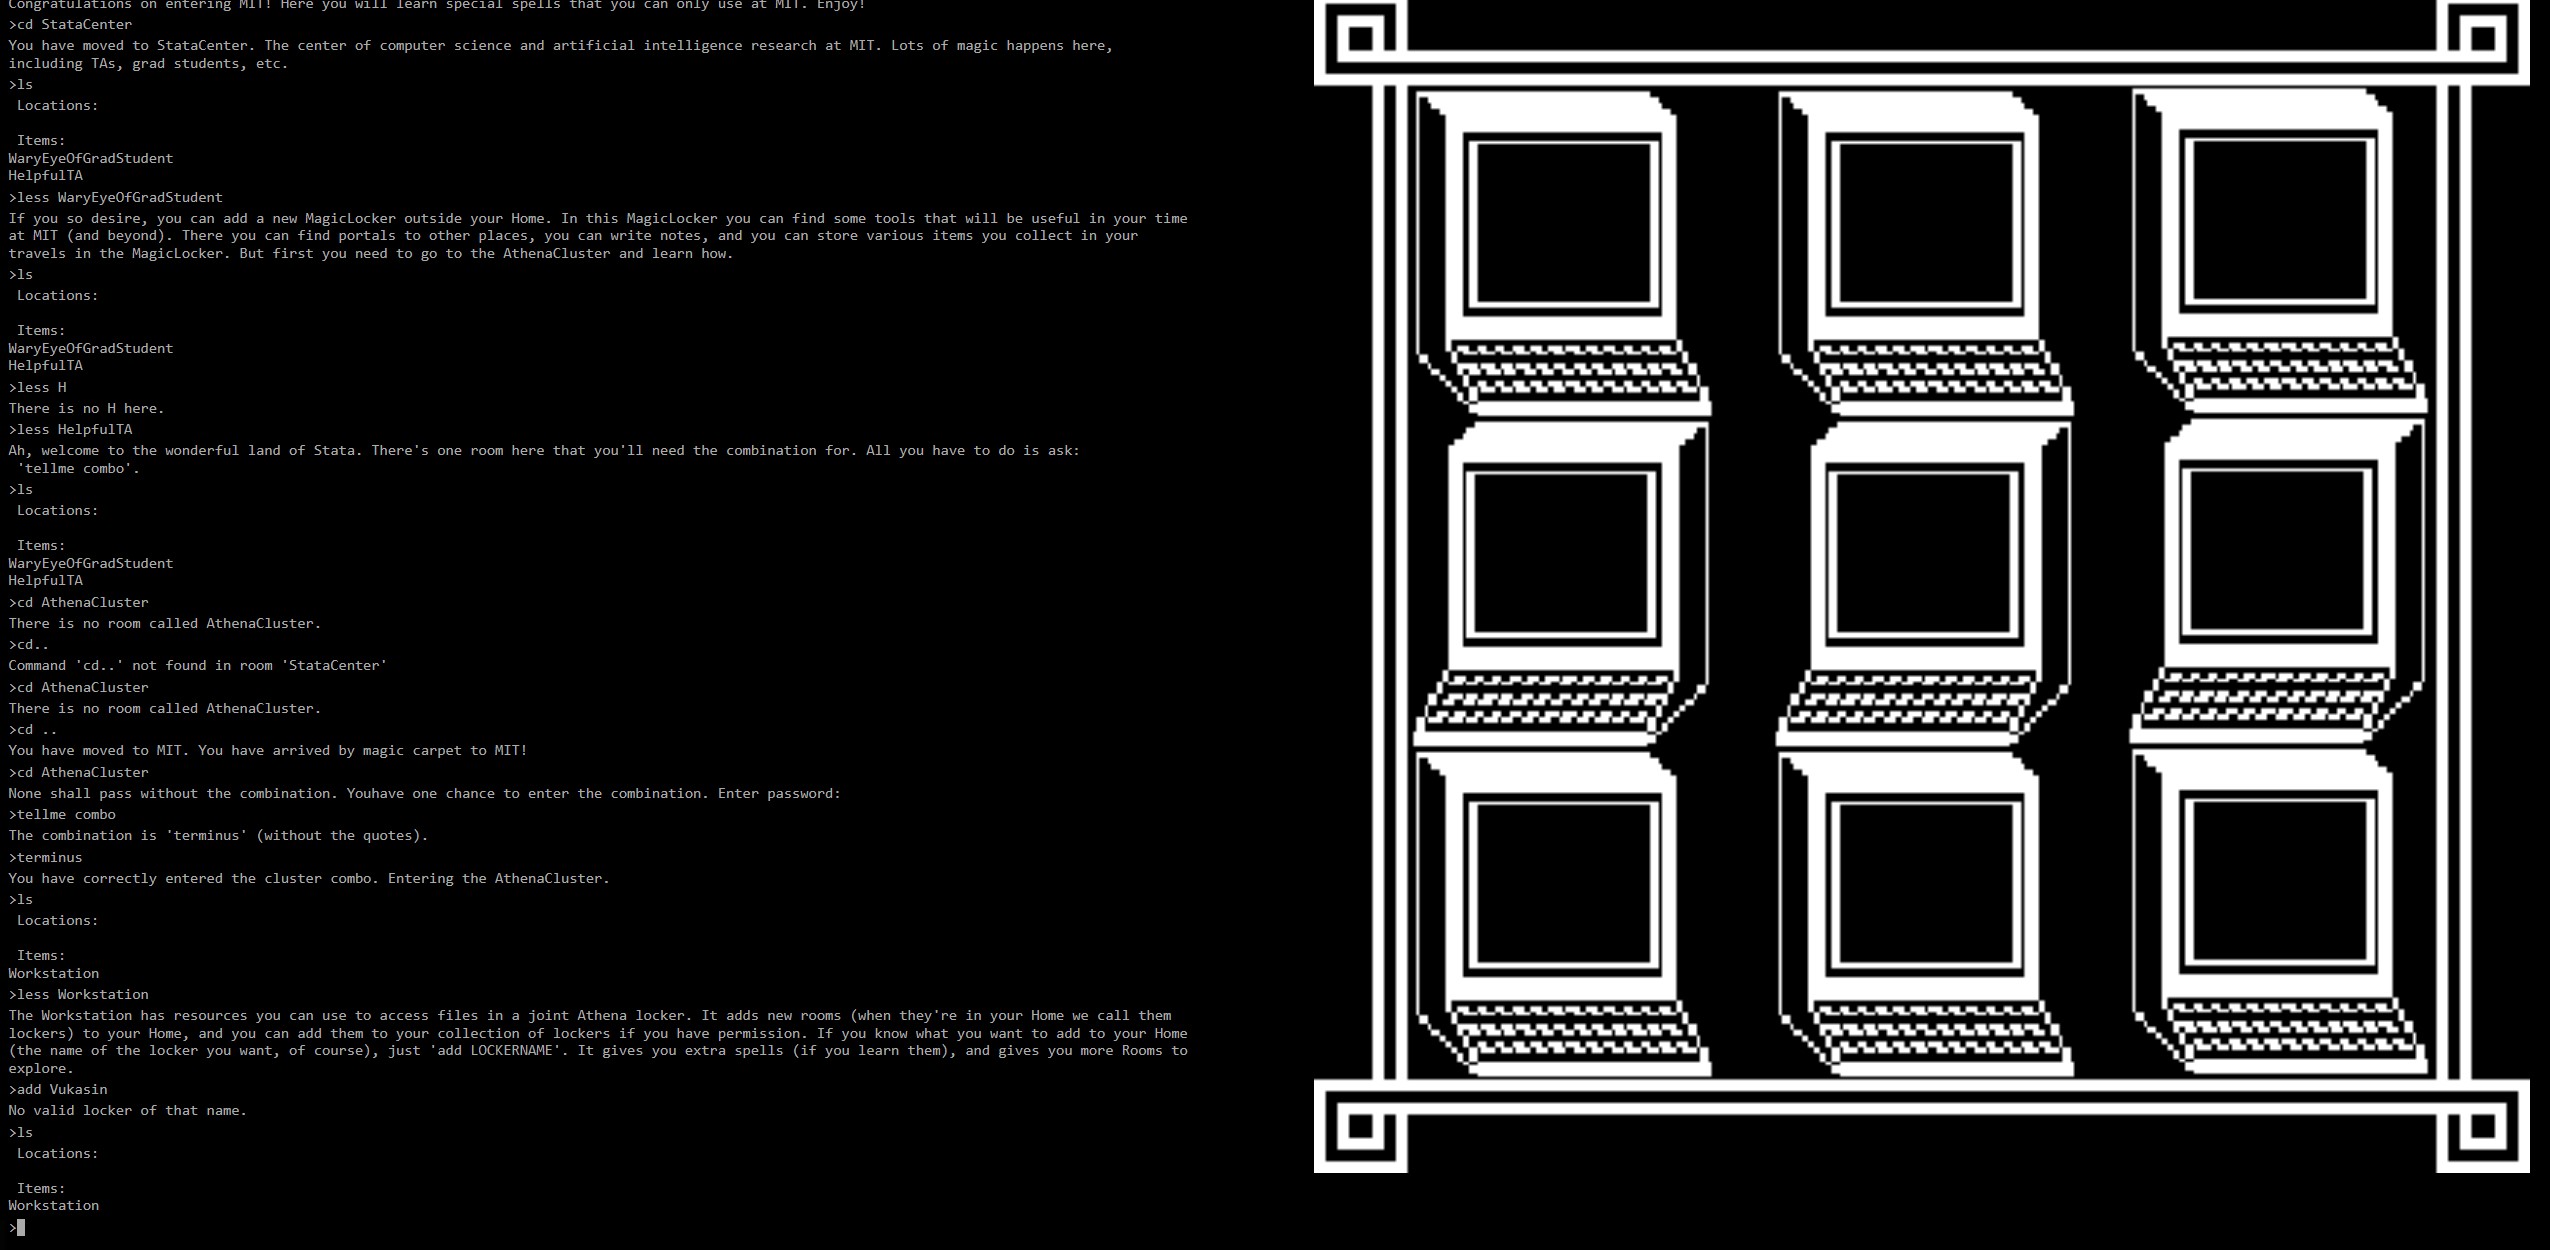 Congratulations on entering MIT! Here you will learn special spells that you can only use at MIT. Enjoy!
>cd StataCenter
You have moved to StataCenter. The center of computer science and artificial intelligence research at MIT. Lots of magic happens here,
including TAs, grad students, etc.
>ls
Locations:
Items:
WaryEyeOfGradStudent
HelpfulTA
>less WaryEyeOfGradStudent
If you so desire, you can add a new MagicLocker outside your Home. In this MagicLocker you can find some tools that will be useful in your time
at MIT (and beyond). There you can find portals to other places, you can write notes, and you can store various items you collect in your
travels in the MagicLocker. But first you need to go to the AthenaCluster and learn how.
>ls
Locations:
Items:
WaryEyeOfGradStudent
HelpfulTA
>less H
There is no H here.
>less HelpfulTA
Ah, welcome to the wonderful land of Stata. There's one room here that you'll need the combination for. All you have to do is ask:
'tellme combo'.
>ls
Locations:
Items:
WaryEyeOfGradStudent
HelpfulTA
>cd AthenaCluster
There is no room called AthenaCluster.
>cd..
Command 'cd..' not found in room 'StataCenter'
>cd AthenaCluster
There is no room called AthenaCluster.
>cd ..
You have moved to MIT. You have arrived by magic carpet to MIT!
>cd AthenaCluster
None shall pass without the combination. Youhave one chance to enter the combination. Enter password:
>tellme combo
The combination is 'terminus' (without the quotes).
>terminus
You have correctly entered the cluster combo. Entering the AthenaCluster.
>ls
Locations:
Items:
Workstation
>less Workstation
The Workstation has resources you can use to access files in a joint Athena locker. It adds new rooms (when they're in your Home we call them
lockers) to your Home, and you can add them to your collection of lockers if you have permission. If you know what you want to add to your Home
(the name of the locker you want, of course), just 'add LOCKERNAME'. It gives you extra spells (if you learn them), and gives you more Rooms to
explore.
>add Vukasin
No valid locker of that name.
>ls
Locations:
Items:
Workstation
>